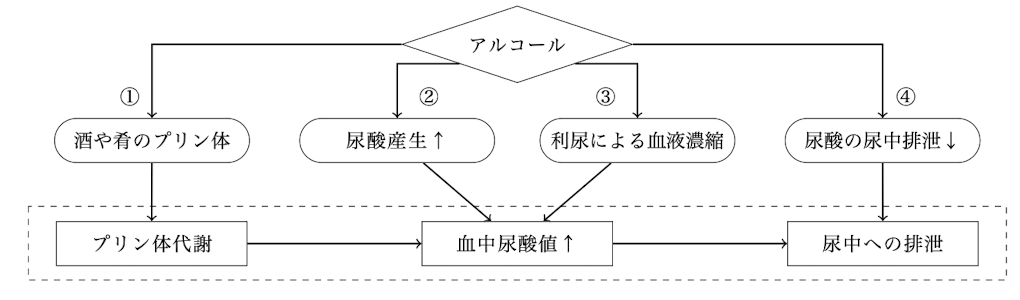 アルコール
①
②
③
④
酒や肴のプリン体
尿酸産生↑
利尿による血液濃縮
尿酸の尿中排泄↓
プリン体代謝
血中尿酸値↑
尿中への排泄